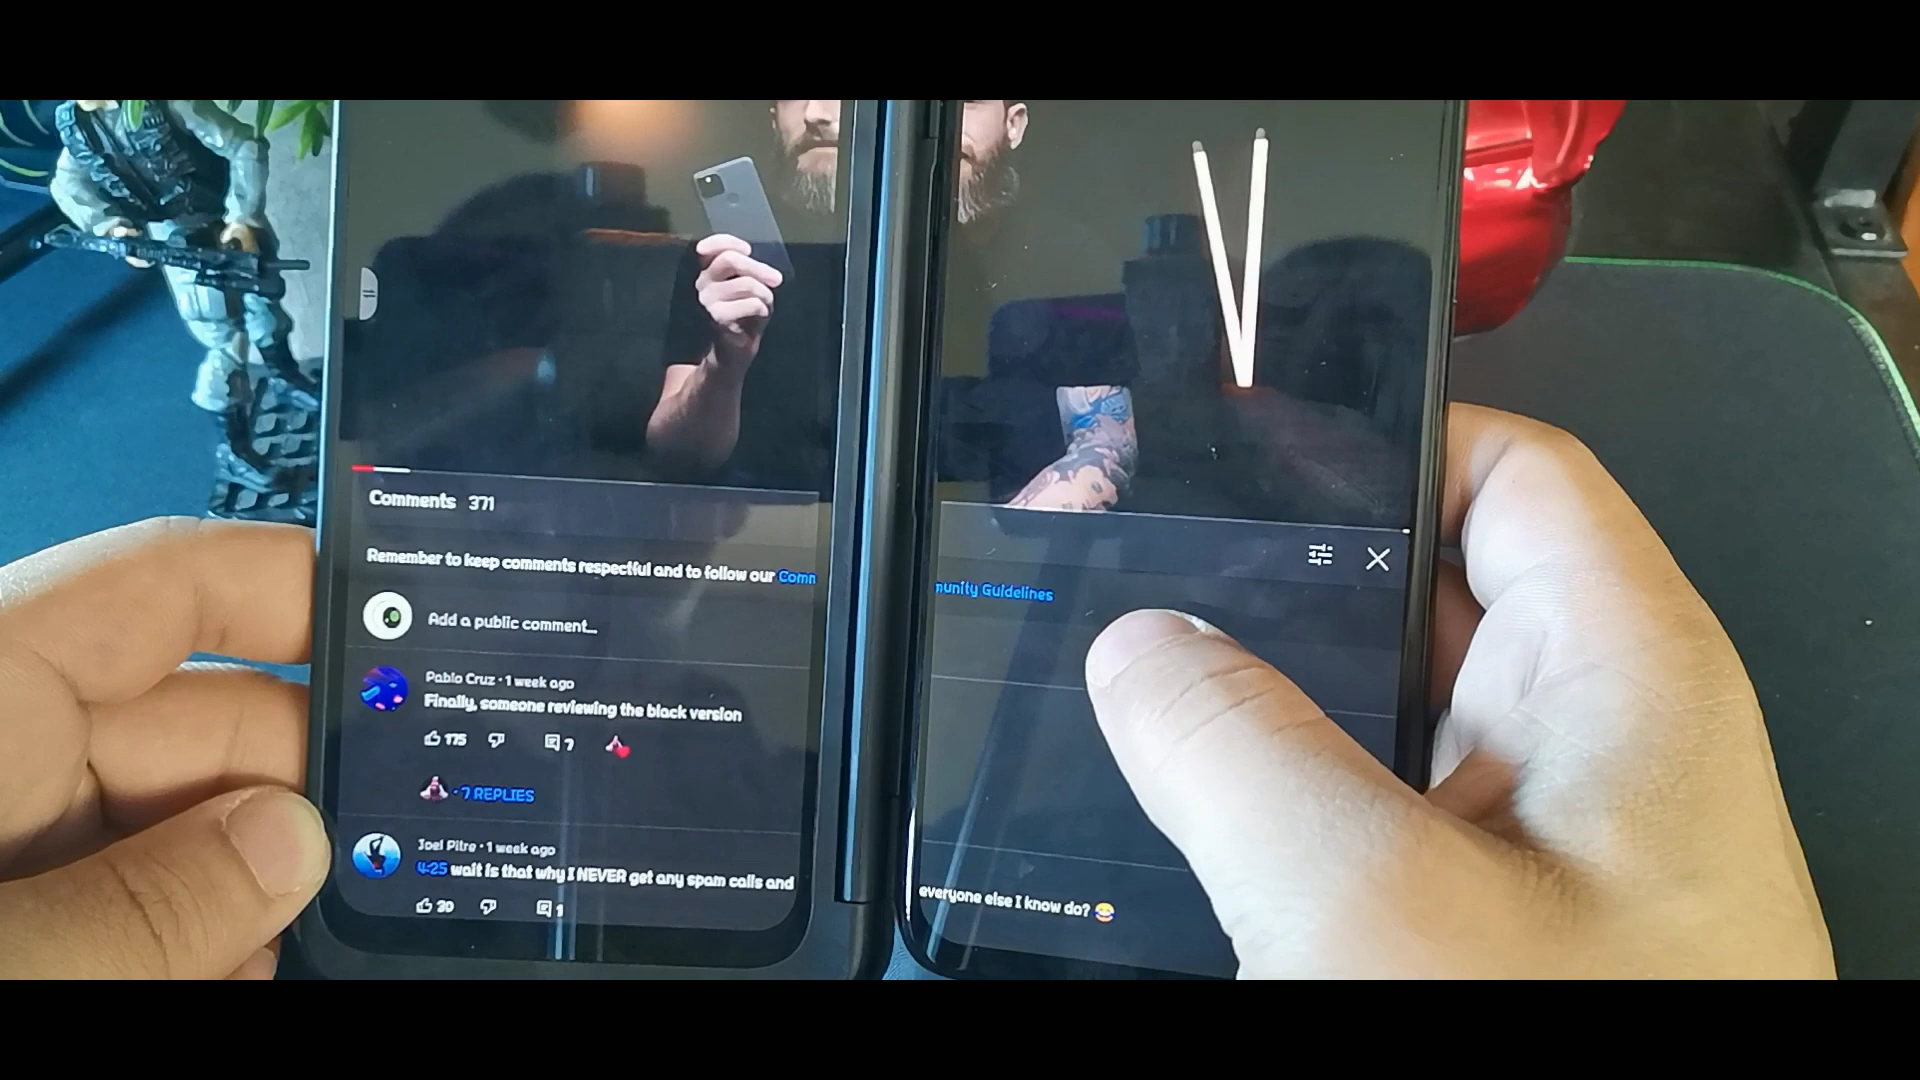 Comments 371
Remember to keep comments respectful and to follow our Comm
munity Guidelines
Add a public comment...
Pablo Cruz · 1 week ago
Finally, someone reviewing the black version
175 7
· 7 REPLIES
Joel Pitre · 1 week ago
4:25 wait is that why I NEVER get any spam calls and
everyone else I know do? 😂
30 1